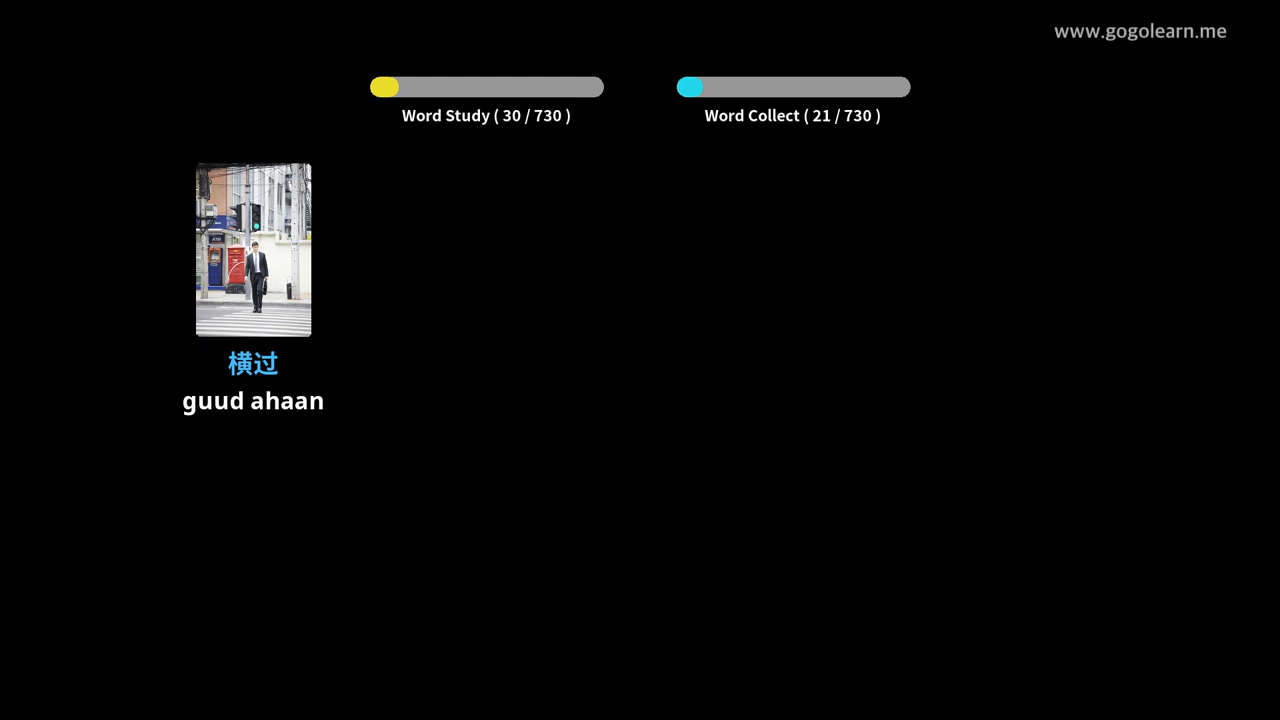 www.gogolearn.me
Word Study ( 30 / 730 )
Word Collect ( 21 / 730 )
横过
guud ahaan